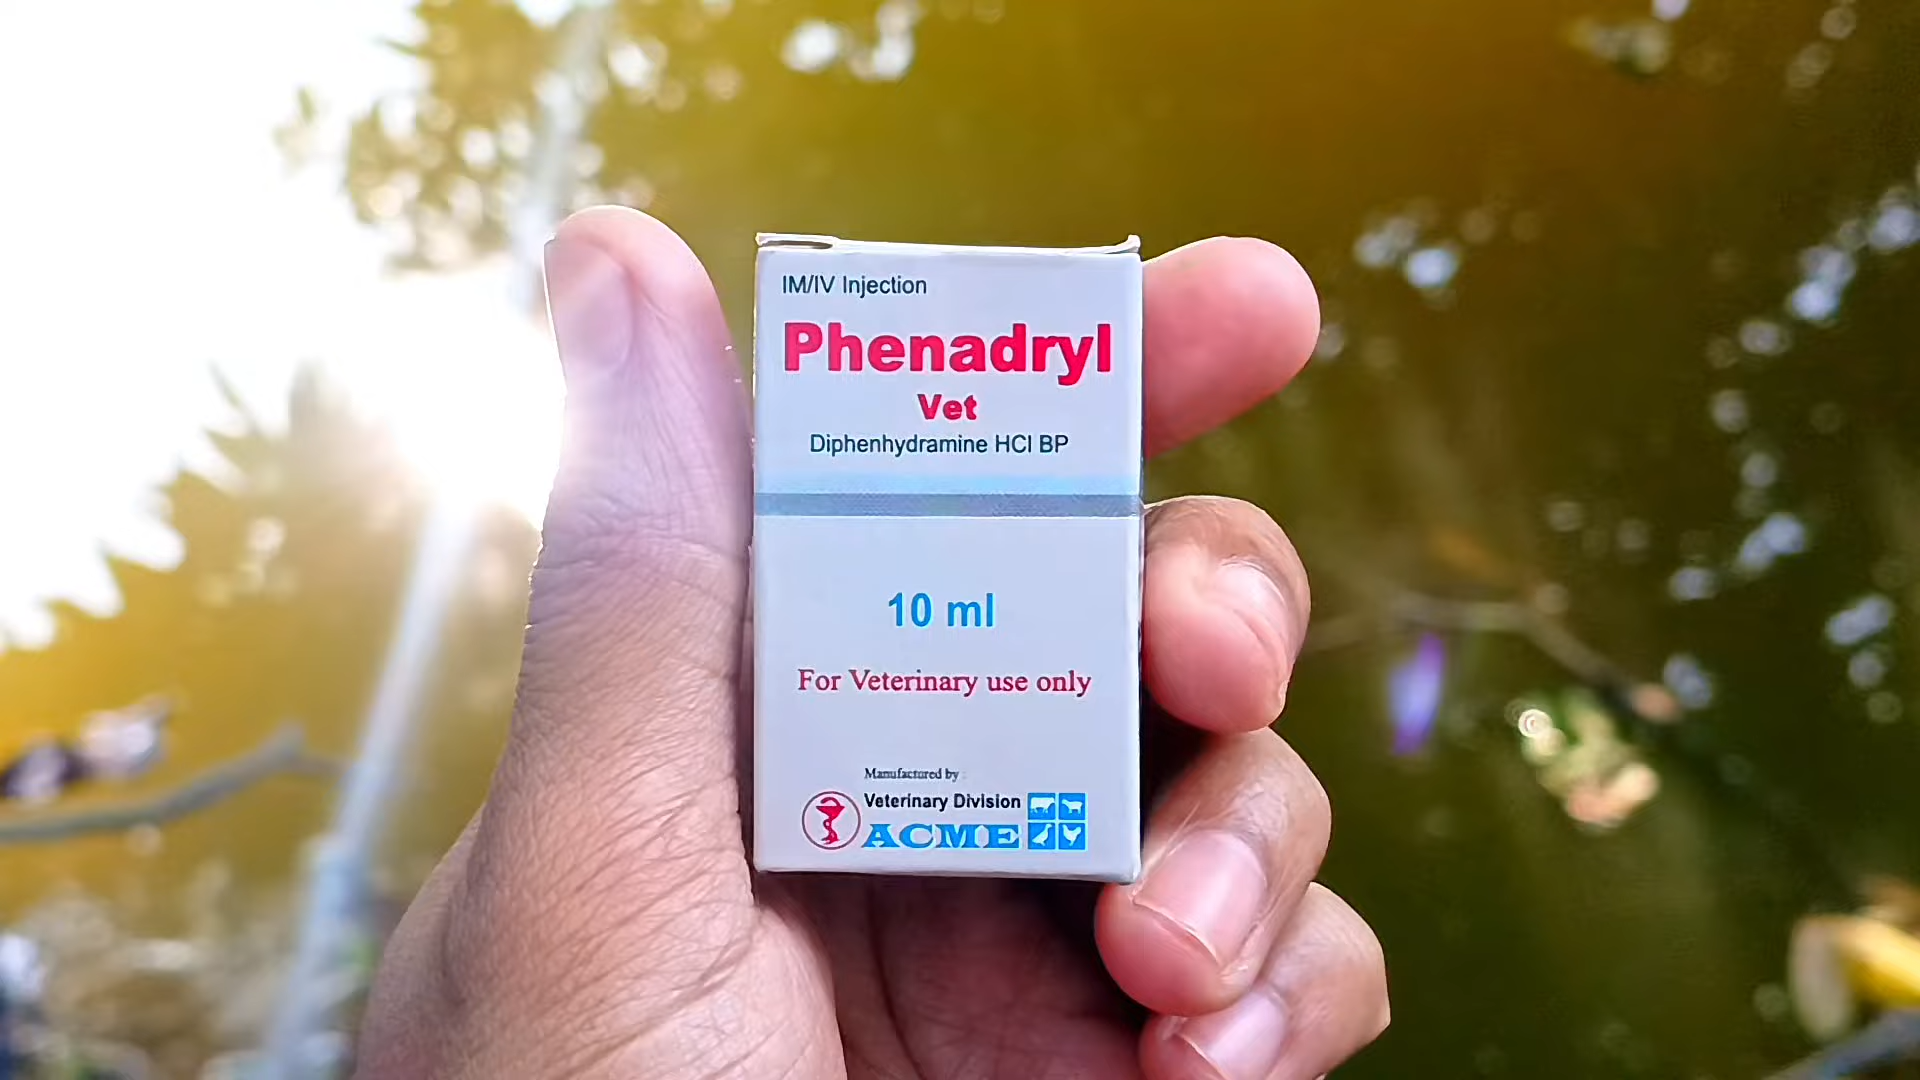 IM/IV Injection
Phenadryl
Vet
Diphenhydramine HCl BP
10 ml
For Veterinary use only
Manufactured by :
Veterinary Division
ACME